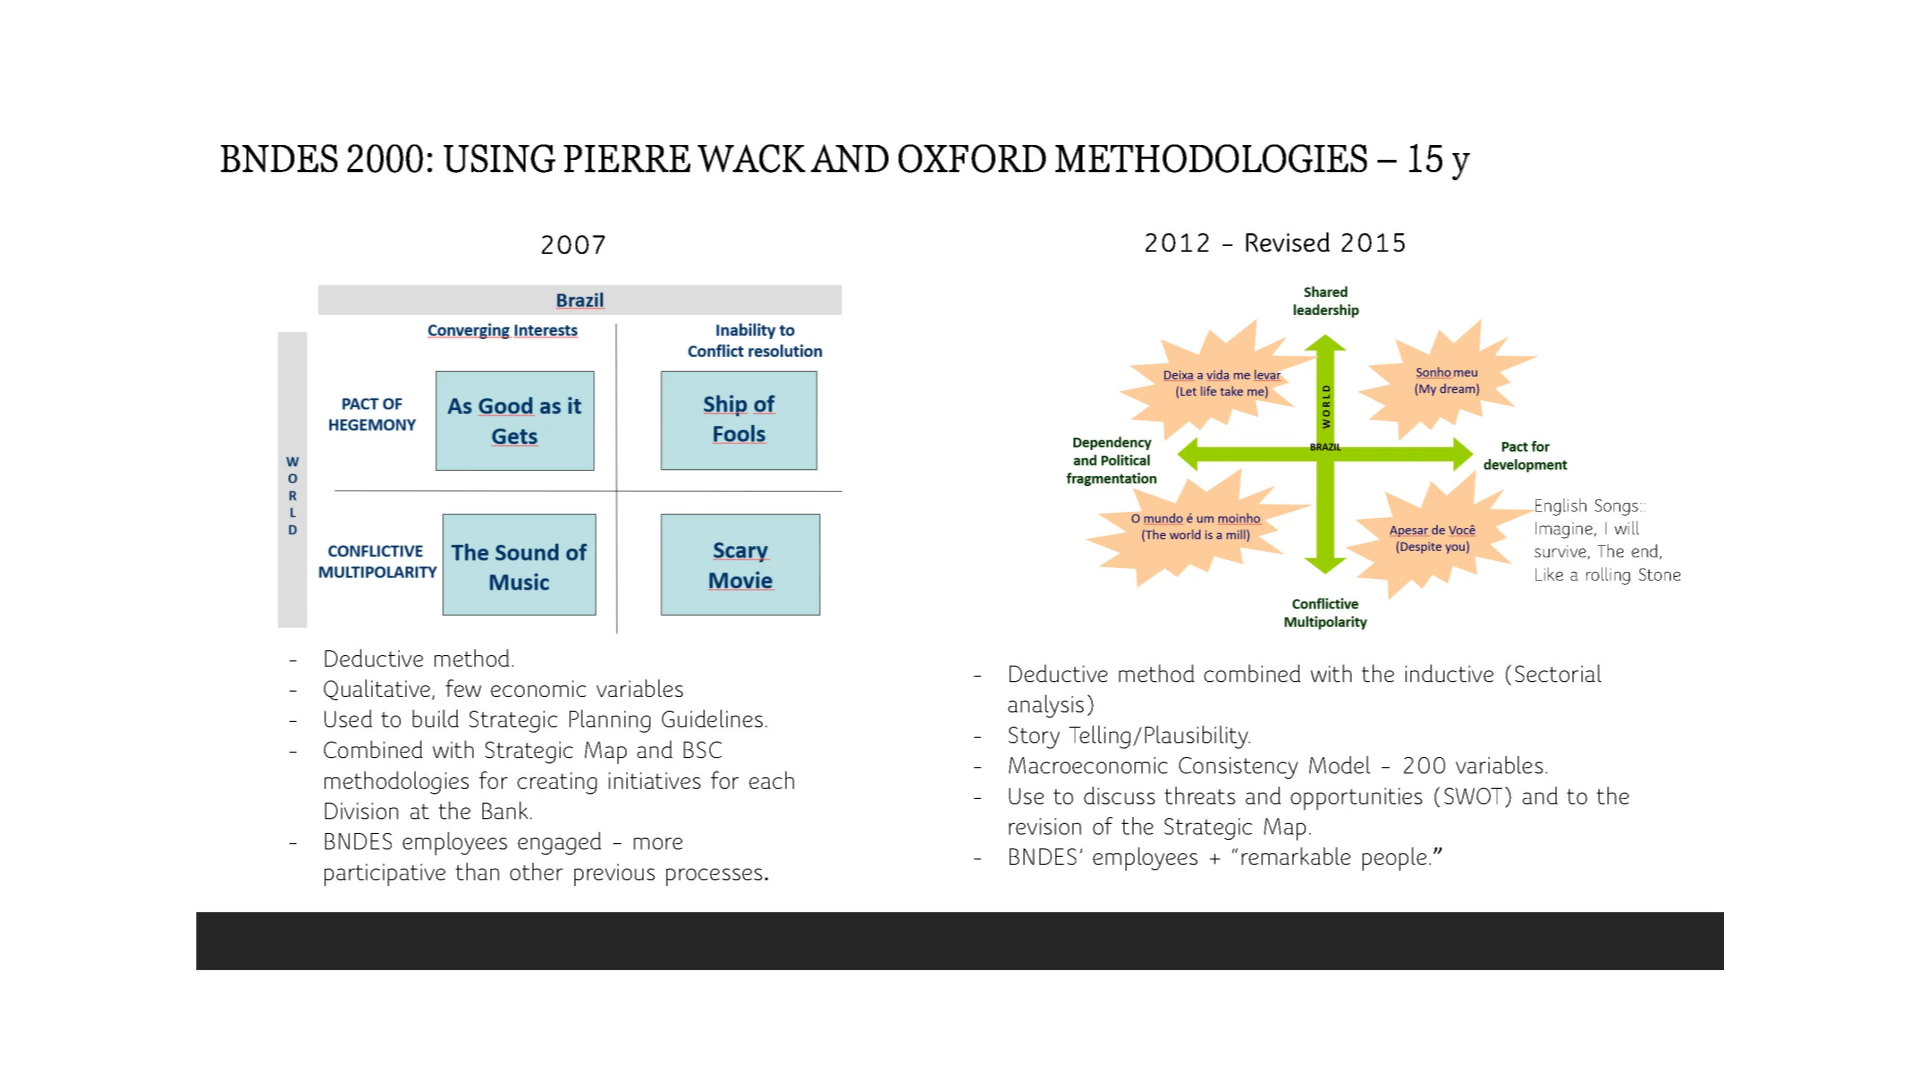 BNDES 2000: USING PIERRE WACK AND OXFORD METHODOLOGIES – 15 y
2007
Brazil
Converging Interests
Inability to
Conflict resolution
WORLD
PACT OF
HEGEMONY
As Good as it
Gets
Ship of
Fools
CONFLICTIVE
MULTIPOLARITY
The Sound of
Music
Scary
Movie
- Deductive method.
- Qualitative, few economic variables
- Used to build Strategic Planning Guidelines.
- Combined with Strategic Map and BSC
methodologies for creating initiatives for each
Division at the Bank.
- BNDES employees engaged – more
participative than other previous processes.
2012 – Revised 2015
Shared
leadership
Deixa a vida me levar
(Let life take me)
WORLD
Sonho meu
(My dream)
Dependency
and Political
fragmentation
BRAZIL
Pact for
development
O mundo é um moinho
(The world is a mill)
Apesar de Você
(Despite you)
English Songs::
Imagine, I will
survive, The end,
Like a rolling Stone
Conflictive
Multipolarity
- Deductive method combined with the inductive (Sectorial
analysis)
- Story Telling/Plausibility.
- Macroeconomic Consistency Model – 200 variables.
- Use to discuss threats and opportunities (SWOT) and to the
revision of the Strategic Map.
- BNDES’ employees + “remarkable people.”